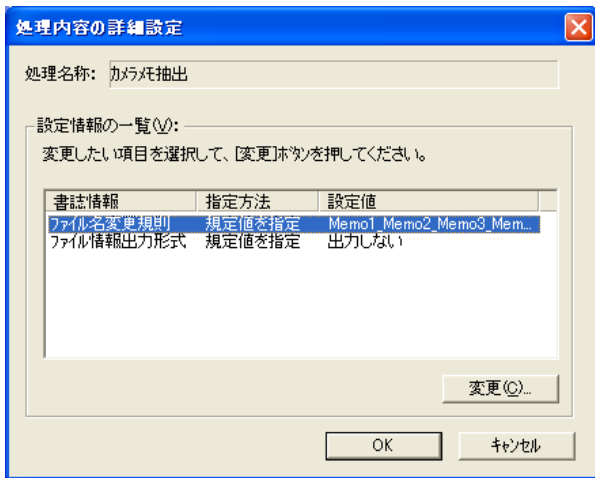 処理内容の詳細設定
処理名称: カメラメモ抽出
設定情報の一覧(V):
変更したい項目を選択して、[変更]ボタンを押してください。
書誌情報 指定方法 設定値
ファイル名変更規則 規定値を指定 Memo1_Memo2_Memo3_Mem...
ファイル情報出力形式 規定値を指定 出力しない
変更(C)...
OK キャンセル